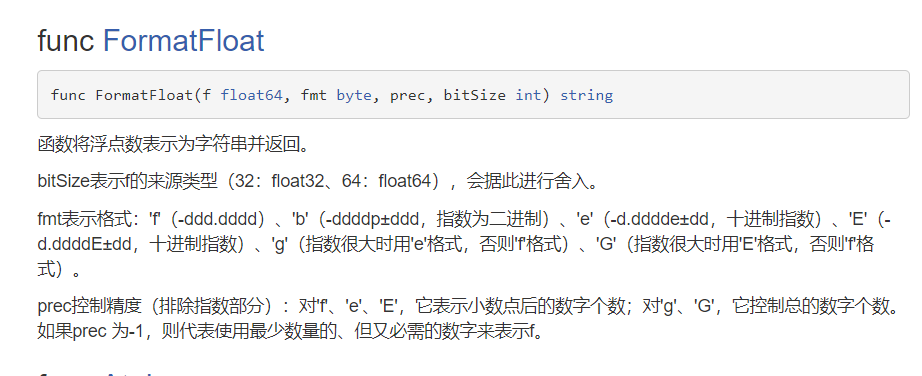 func FormatFloat
func FormatFloat(f float64, fmt byte, prec, bitSize int) string
函数将浮点数表示为字符串并返回。
bitSize表示f的来源类型（32：float32、64：float64），会据此进行舍入。
fmt表示格式：'f'（-ddd.dddd）、'b'（-ddddp±ddd，指数为二进制）、'e'（-d.dddde±dd，十进制指数）、'E'（-
d.ddddE±dd，十进制指数）、'g'（指数很大时用'e'格式，否则'f'格式）、'G'（指数很大时用'E'格式，否则'f'格
式）。
prec控制精度（排除指数部分）：对'f'、'e'、'E'，它表示小数点后的数字个数；对'g'、'G'，它控制总的数字个数。
如果prec 为-1，则代表使用最少数量的、但又必需的数字来表示f。